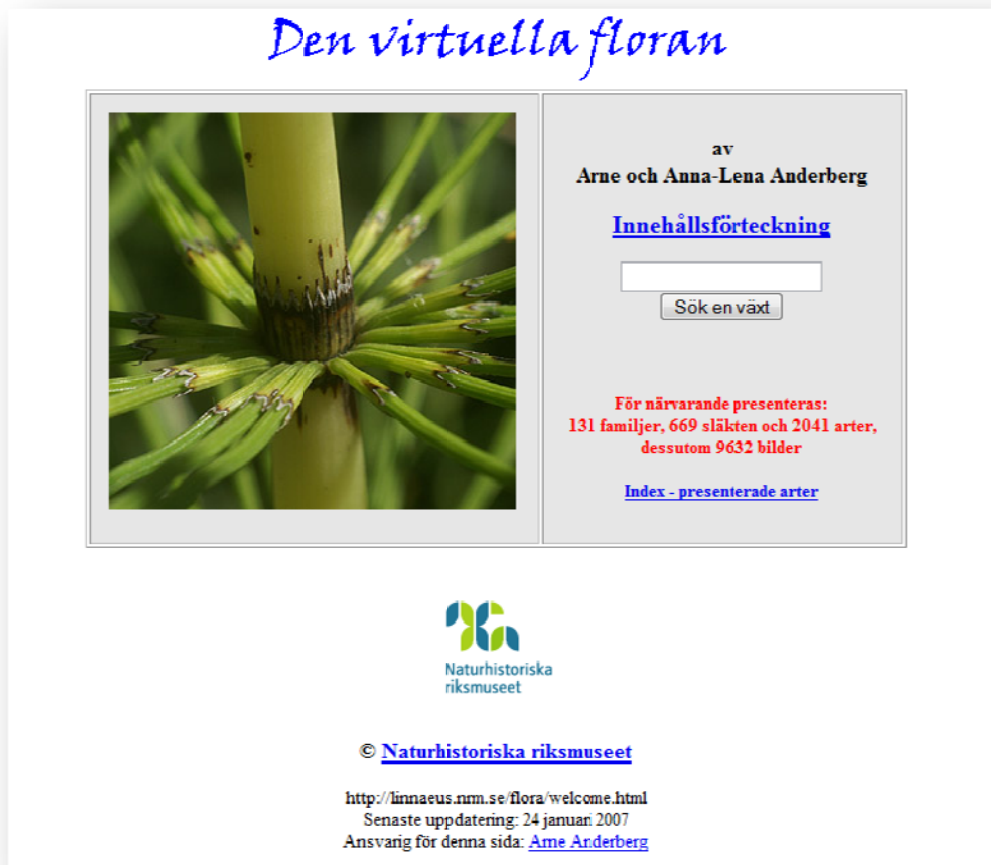 Den virtuella floran
av
Arne och Anna-Lena Anderberg
Innehållsförteckning
Sök en växt
För närvarande presenteras:
131 familjer, 669 släkten och 2041 arter,
dessutom 9632 bilder
Index - presenterade arter
Naturhistoriska
riksmuseet
© Naturhistoriska riksmuseet
http://linnaeus.nrm.se/flora/welcome.html
Senaste uppdatering: 24 januari 2007
Ansvarig för denna sida: Arne Anderberg